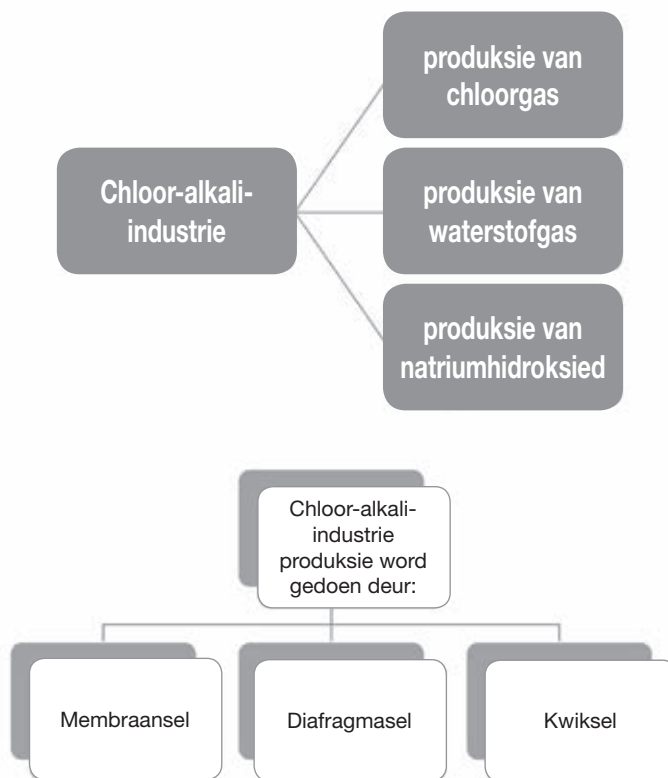 produksie van
chloorgas
Chloor-alkali-
industrie
produksie van
waterstofgas
produksie van
natriumhidroksied
Chloor-alkali-
industrie
produksie word
gedoen deur:
Membraansel
Diafragmasel
Kwiksel